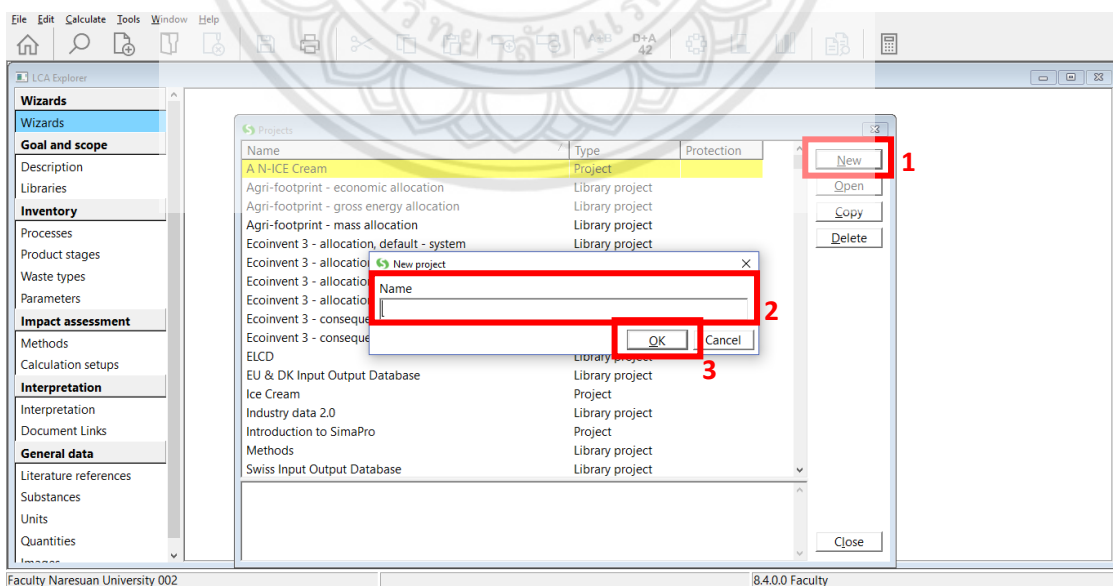 File Edit Calculate Tools Window Help
A+B
D+A
42
LCA Explorer
Wizards
Wizards
Goal and scope
Description
Libraries
Inventory
Processes
Product stages
Waste types
Parameters
Impact assessment
Methods
Calculation setups
Interpretation
Interpretation
Document Links
General data
Literature references
Substances
Units
Quantities
Images
Projects
Name Type Protection
A N-ICE Cream Project
Agri-footprint - economic allocation Library project
Agri-footprint - gross energy allocation Library project
Agri-footprint - mass allocation Library project
Ecoinvent 3 - allocation, default - system Library project
Ecoinvent 3 - allocatio
Ecoinvent 3 - allocatio
Ecoinvent 3 - allocatio
Ecoinvent 3 - conseque
Ecoinvent 3 - conseque
ELCD Library project
EU & DK Input Output Database Library project
Ice Cream Project
Industry data 2.0 Library project
Introduction to SimaPro Project
Methods Library project
Swiss Input Output Database Library project
New project
Name
OK Cancel
New
Open
Copy
Delete
Close
1
2
3
Faculty Naresuan University 002 8.4.0.0 Faculty